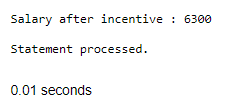 Salary after incentive : 6300
Statement processed.
0.01 seconds